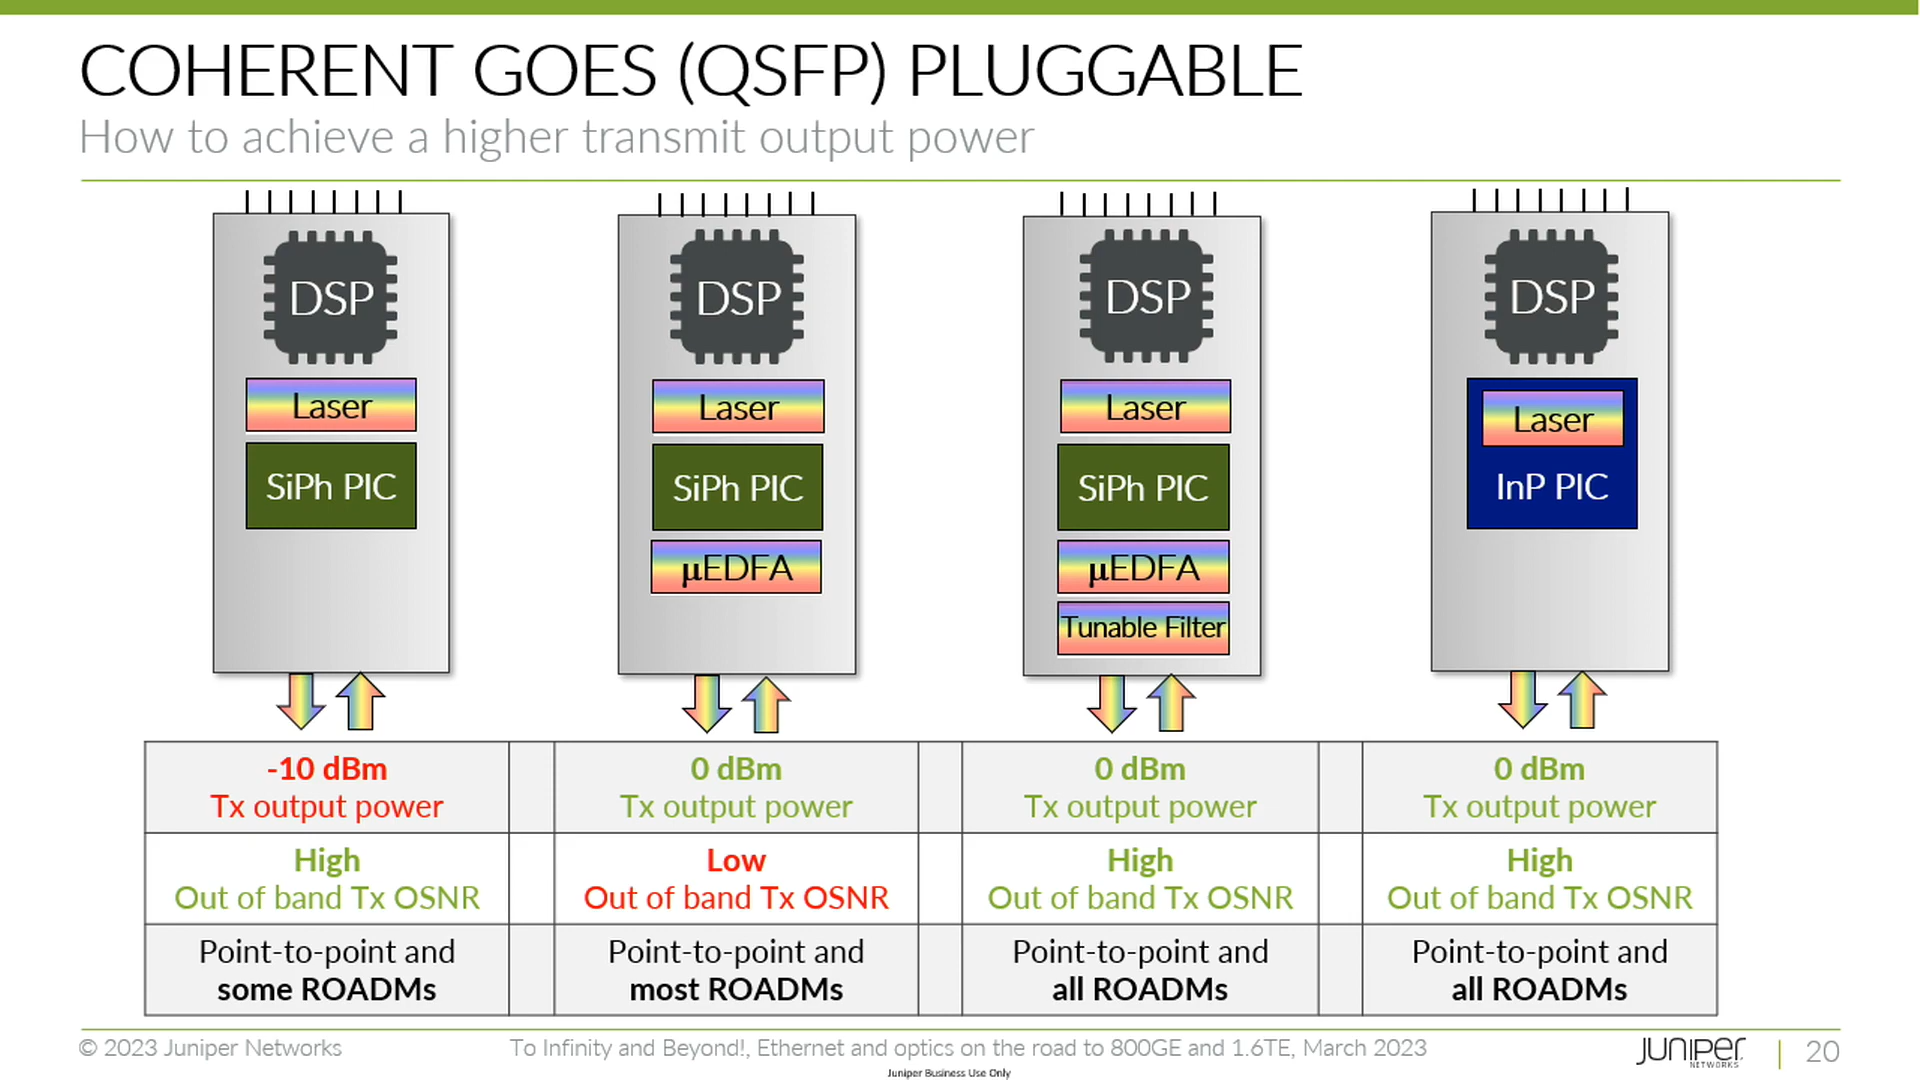 COHERENT GOES (QSFP) PLUGGABLE
How to achieve a higher transmit output power
DSP
Laser
SiPh PIC
DSP
Laser
SiPh PIC
µEDFA
DSP
Laser
SiPh PIC
µEDFA
Tunable Filter
DSP
Laser
InP PIC
-10 dBm
Tx output power
0 dBm
Tx output power
0 dBm
Tx output power
0 dBm
Tx output power
High
Out of band Tx OSNR
Low
Out of band Tx OSNR
High
Out of band Tx OSNR
High
Out of band Tx OSNR
Point-to-point and
some ROADMs
Point-to-point and
most ROADMs
Point-to-point and
all ROADMs
Point-to-point and
all ROADMs
© 2023 Juniper Networks
To Infinity and Beyond!, Ethernet and optics on the road to 800GE and 1.6TE, March 2023
Juniper Business Use Only
JUNIPER
NETWORKS
20